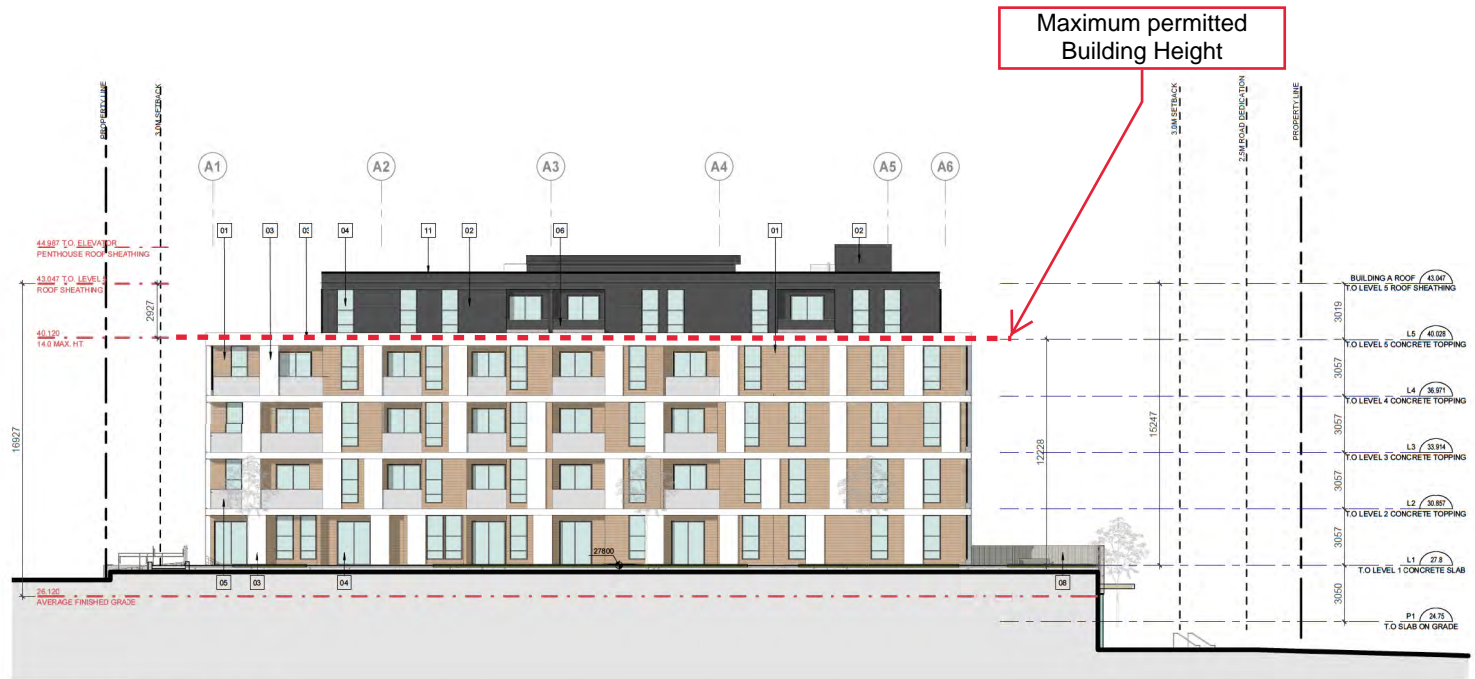 Maximum permitted
Building Height
PROPERTY LINE
3.0M SETBACK
3.0M SETBACK
2.5M ROAD DEDICATION
PROPERTY LINE
A1
A2
A3
A4
A5
A6
01
03
04
11
02
06
01
02
44.987 T.O. ELEVATOR
PENTHOUSE ROOF SHEATHING
43.047 T.O. LEVEL 5
ROOF SHEATHING
2927
40.120
14.0 MAX. HT.
16927
BUILDING A ROOF 43.047
T.O LEVEL 5 ROOF SHEATHING
3019
L5 40.028
T.O LEVEL 5 CONCRETE TOPPING
3057
L4 36.971
T.O LEVEL 4 CONCRETE TOPPING
15247
12228
3057
L3 33.914
T.O LEVEL 3 CONCRETE TOPPING
3057
L2 30.857
T.O LEVEL 2 CONCRETE TOPPING
3057
27800
L1 27.8
T.O LEVEL 1 CONCRETE SLAB
05
03
04
08
26.120
AVERAGE FINISHED GRADE
3050
P1 24.75
T.O SLAB ON GRADE